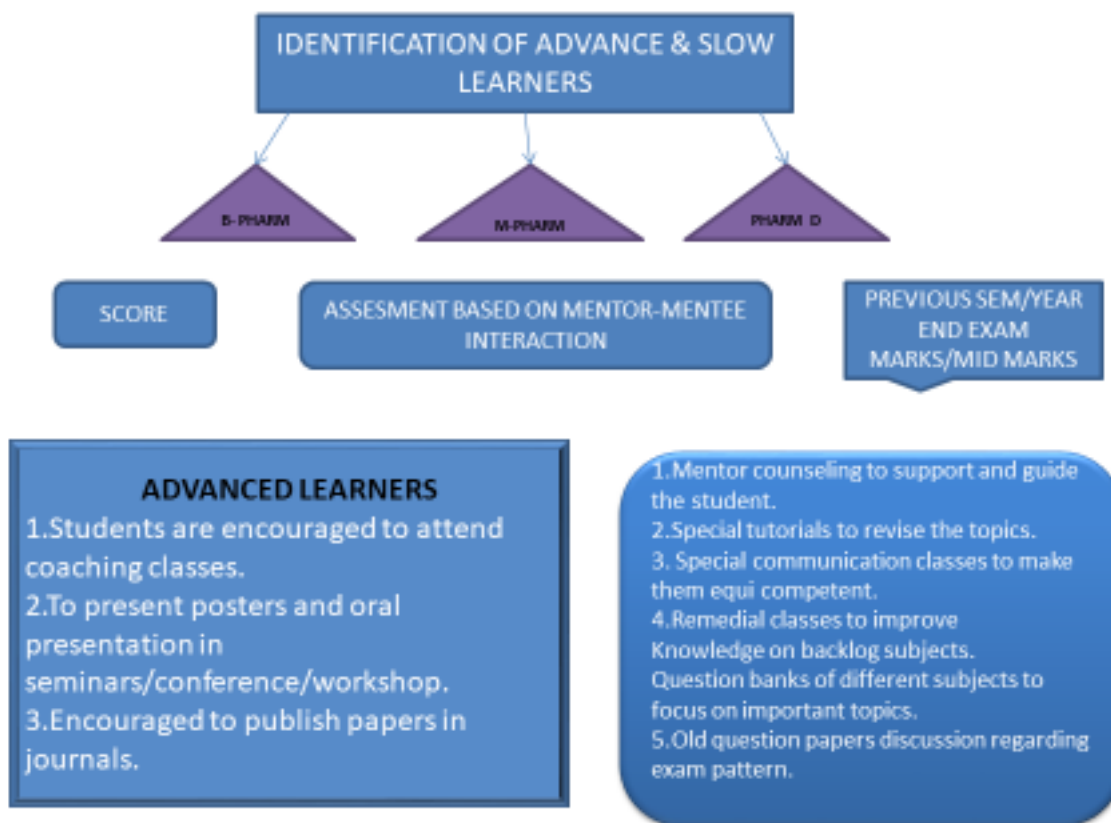 IDENTIFICATION OF ADVANCE & SLOW
LEARNERS
B- PHARM
M-PHARM
PHARM D
SCORE
ASSESMENT BASED ON MENTOR-MENTEE
INTERACTION
PREVIOUS SEM/YEAR
END EXAM
MARKS/MID MARKS
ADVANCED LEARNERS
1.Students are encouraged to attend
coaching classes.
2.To present posters and oral
presentation in
seminars/conference/workshop.
3.Encouraged to publish papers in
journals.
1.Mentor counseling to support and guide
the student.
2.Special tutorials to revise the topics.
3. Special communication classes to make
them equi competent.
4.Remedial classes to improve
Knowledge on backlog subjects.
Question banks of different subjects to
focus on important topics.
5.Old question papers discussion regarding
exam pattern.